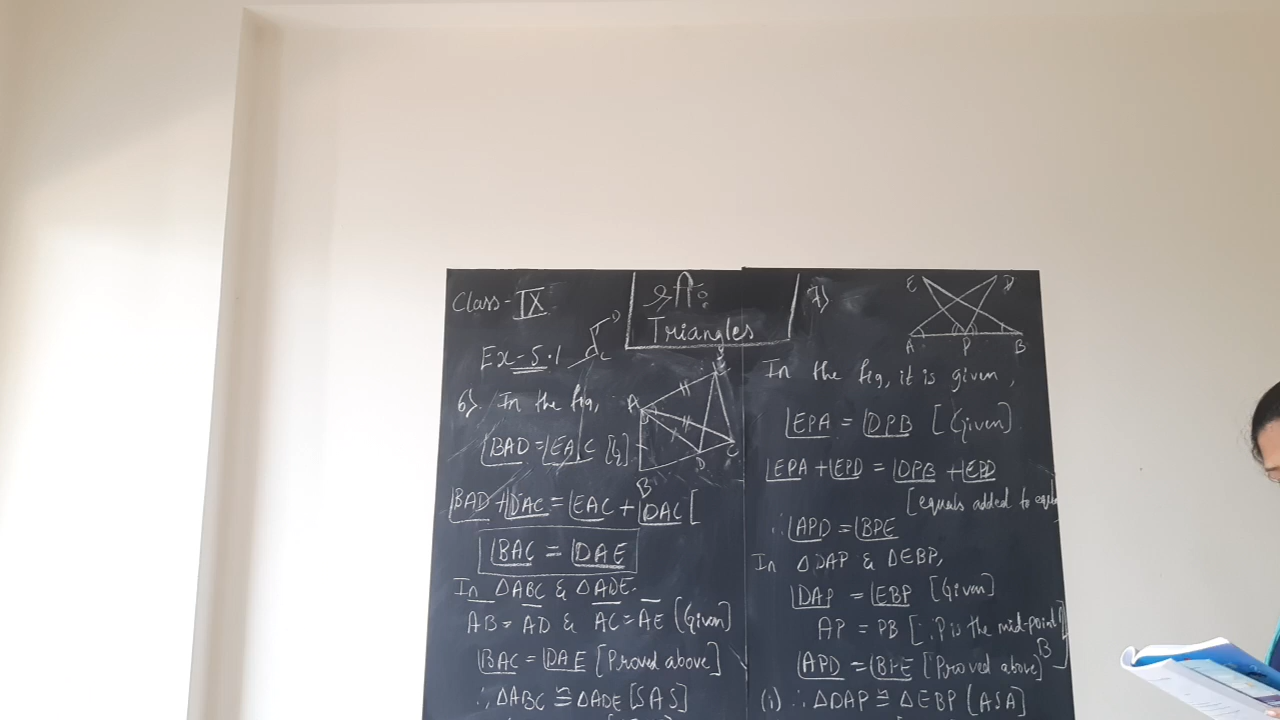 Class - IX
Triangles
Ex-5.1
6). In the fig,
∠BAD = ∠EAC [G]
A
D
C
B
∠BAD + ∠DAC = ∠EAC + ∠DAC [
∠BAC = ∠DAE
In △ABC & △ADE.
AB = AD & AC = AE (Given)
∠BAC = ∠DAE [Proved above]
∴ △ABC ≅ △ADE [SAS]
7)
E D
A P B
In the fig, it is given,
∠EPA = ∠DPB [Given]
∠EPA + ∠EPD = ∠DPB + ∠EPD
[equals added to
∴ ∠APD = ∠BPE
In △DAP & △EBP,
∠DAP = ∠EBP [Given]
AP = PB [∵ P is the mid-point
B]
∠APD = ∠BPE [Proved above]
(i) ∴ △DAP ≅ △EBP (ASA]